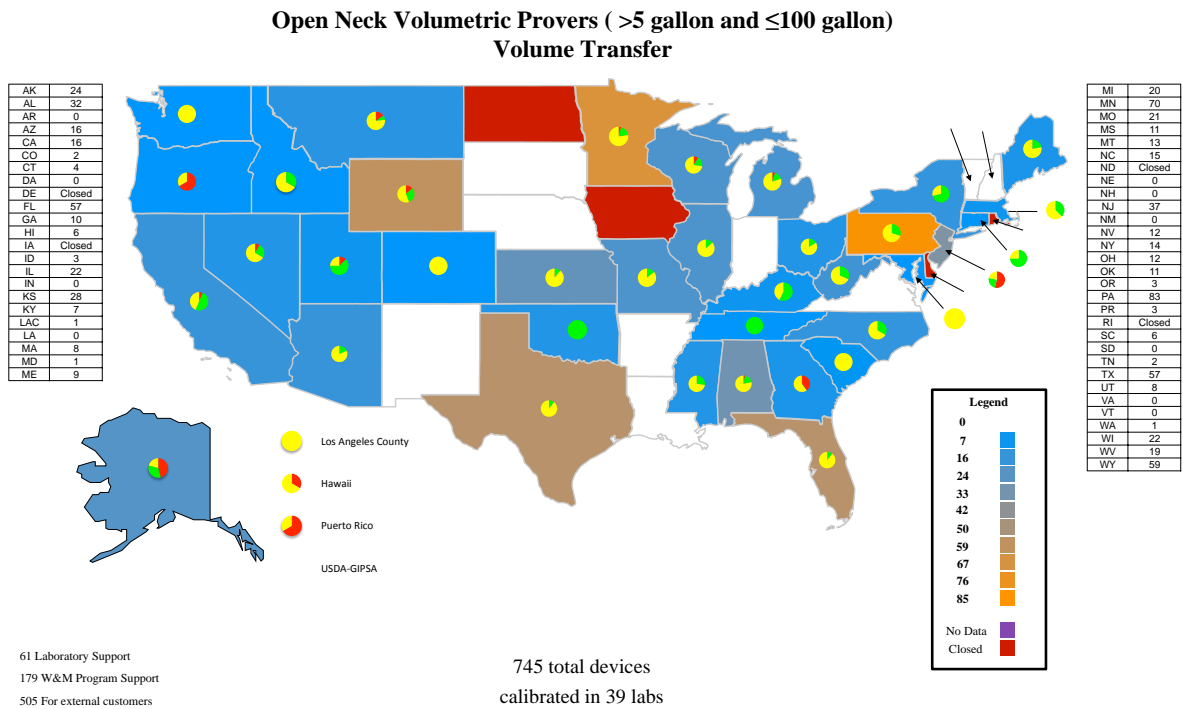 Open Neck Volumetric Provers ( >5 gallon and ≤100 gallon)
Volume Transfer
AK 24
AL 32
AR 0
AZ 16
CA 16
CO 2
CT 4
DA 0
DE Closed
FL 57
GA 10
HI 6
IA Closed
ID 3
IL 22
IN 0
KS 28
KY 7
LAC 1
LA 0
MA 8
MD 1
ME 9
MI 20
MN 70
MO 21
MS 11
MT 13
NC 15
ND Closed
NE 0
NH 0
NJ 37
NM 0
NV 12
NY 14
OH 12
OK 11
OR 3
PA 83
PR 3
RI Closed
SC 6
SD 0
TN 2
TX 57
UT 8
VA 0
VT 0
WA 1
WI 22
WV 19
WY 59
Los Angeles County
Hawaii
Puerto Rico
USDA-GIPSA
Legend
0
7
16
24
33
42
50
59
67
76
85
No Data
Closed
61 Laboratory Support
179 W&M Program Support
505 For external customers
745 total devices
calibrated in 39 labs